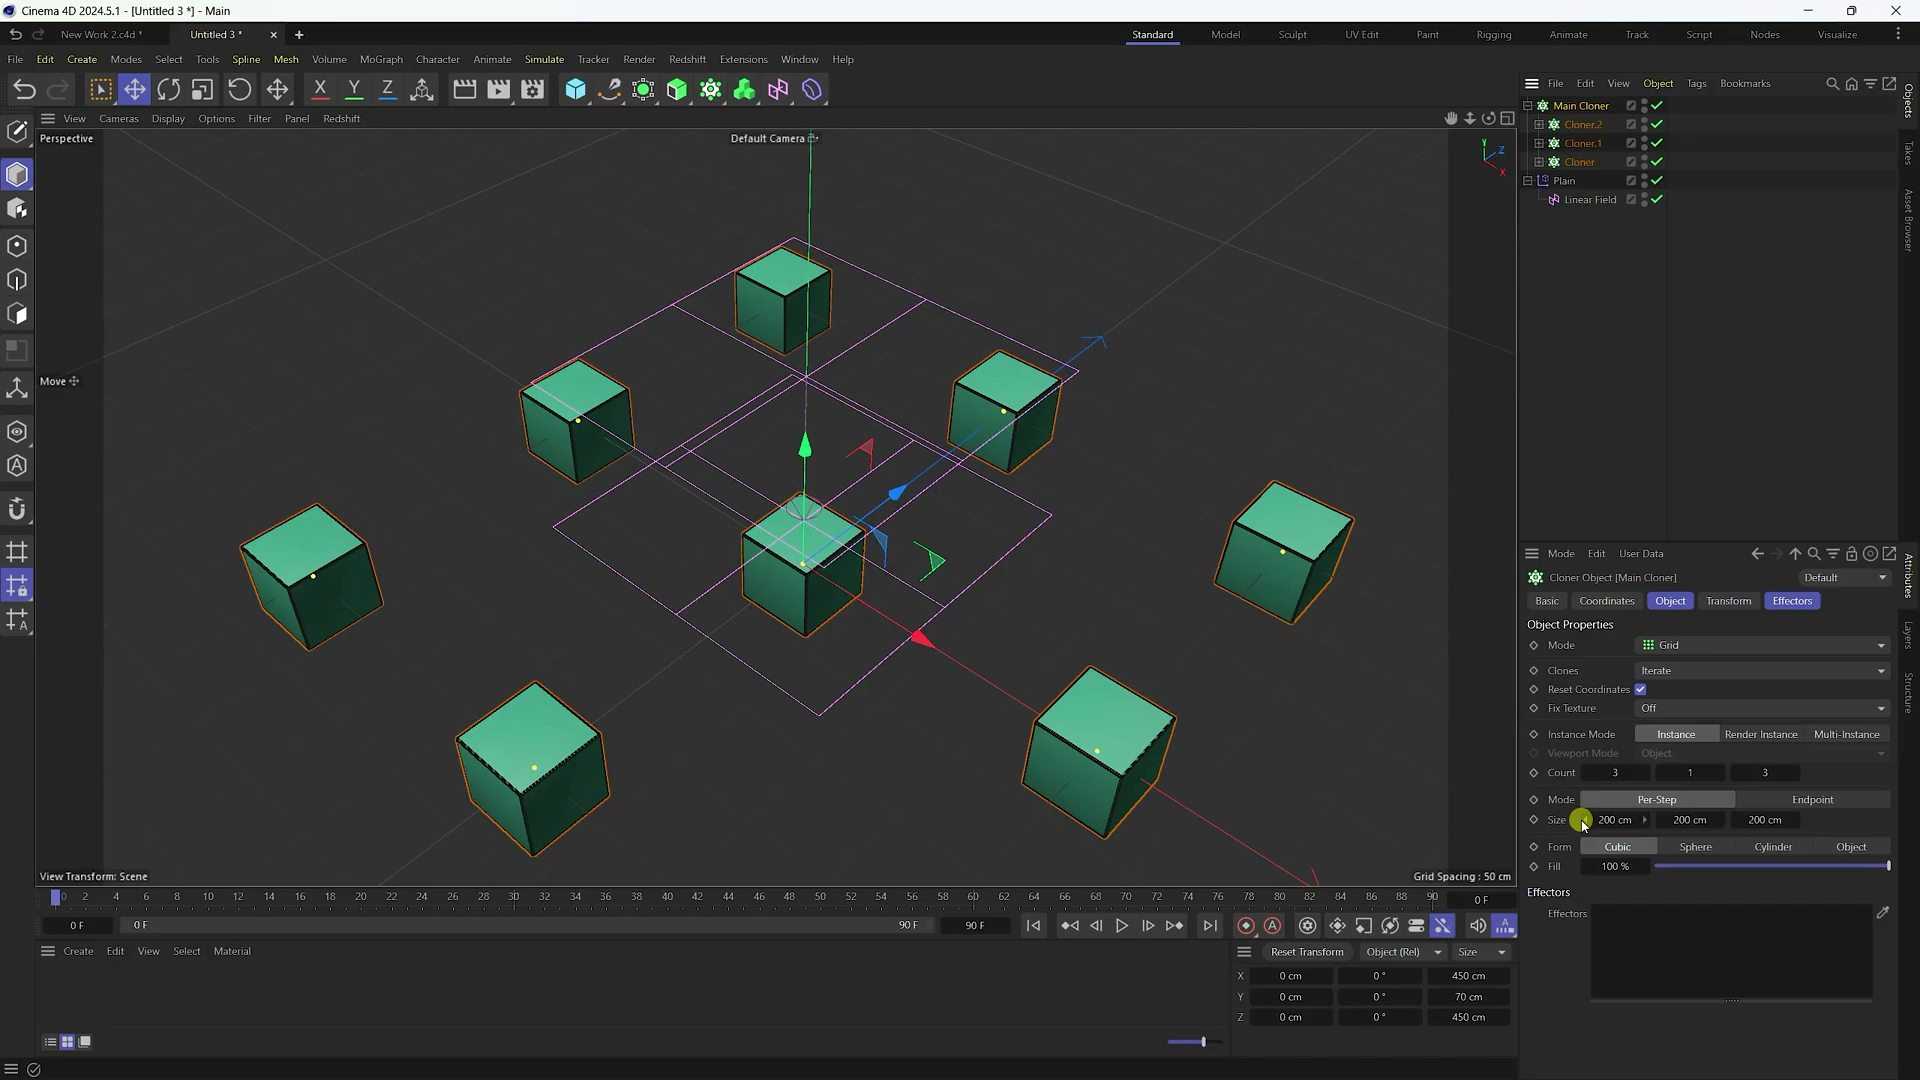 Cinema 4D 2024.5.1 - [Untitled 3 *] - Main
New Work 2.c4d * Untitled 3 * Standard Model Sculpt UV Edit Paint Rigging Animate Track Script Nodes Visualize
File Edit Create Modes Select Tools Spline Mesh Volume MoGraph Character Animate Simulate Tracker Render Redshift Extensions Window Help
X Y Z
File Edit View Object Tags Bookmarks
View Cameras Display Options Filter Panel Redshift
Perspective
Default Camera
Y Z X
Main Cloner
Cloner.2
Cloner.1
Cloner
Plain
Linear Field
Objects
Takes
Asset Browser
Move
Mode Edit User Data
Cloner Object [Main Cloner] Default
Basic Coordinates Object Transform Effectors
Object Properties
Mode Grid
Clones Iterate
Reset Coordinates
Fix Texture Off
Instance Mode Instance Render Instance Multi-Instance
Viewport Mode Object
Count 3 1 3
Mode Per-Step Endpoint
Size 200 cm 200 cm 200 cm
Form Cubic Sphere Cylinder Object
Fill 100 %
Effectors
Effectors
Attributes
Layers
Structure
View Transform: Scene
Grid Spacing : 50 cm
0 2 4 6 8 10 12 14 16 18 20 22 24 26 28 30 32 34 36 38 40 42 44 46 48 50 52 54 56 58 60 62 64 66 68 70 72 74 76 78 80 82 84 86 88 90 0 F
0 F 0 F 90 F 90 F
Create Edit View Select Material
Reset Transform Object (Rel) Size
X 0 cm 0 ° 450 cm
Y 0 cm 0 ° 70 cm
Z 0 cm 0 ° 450 cm